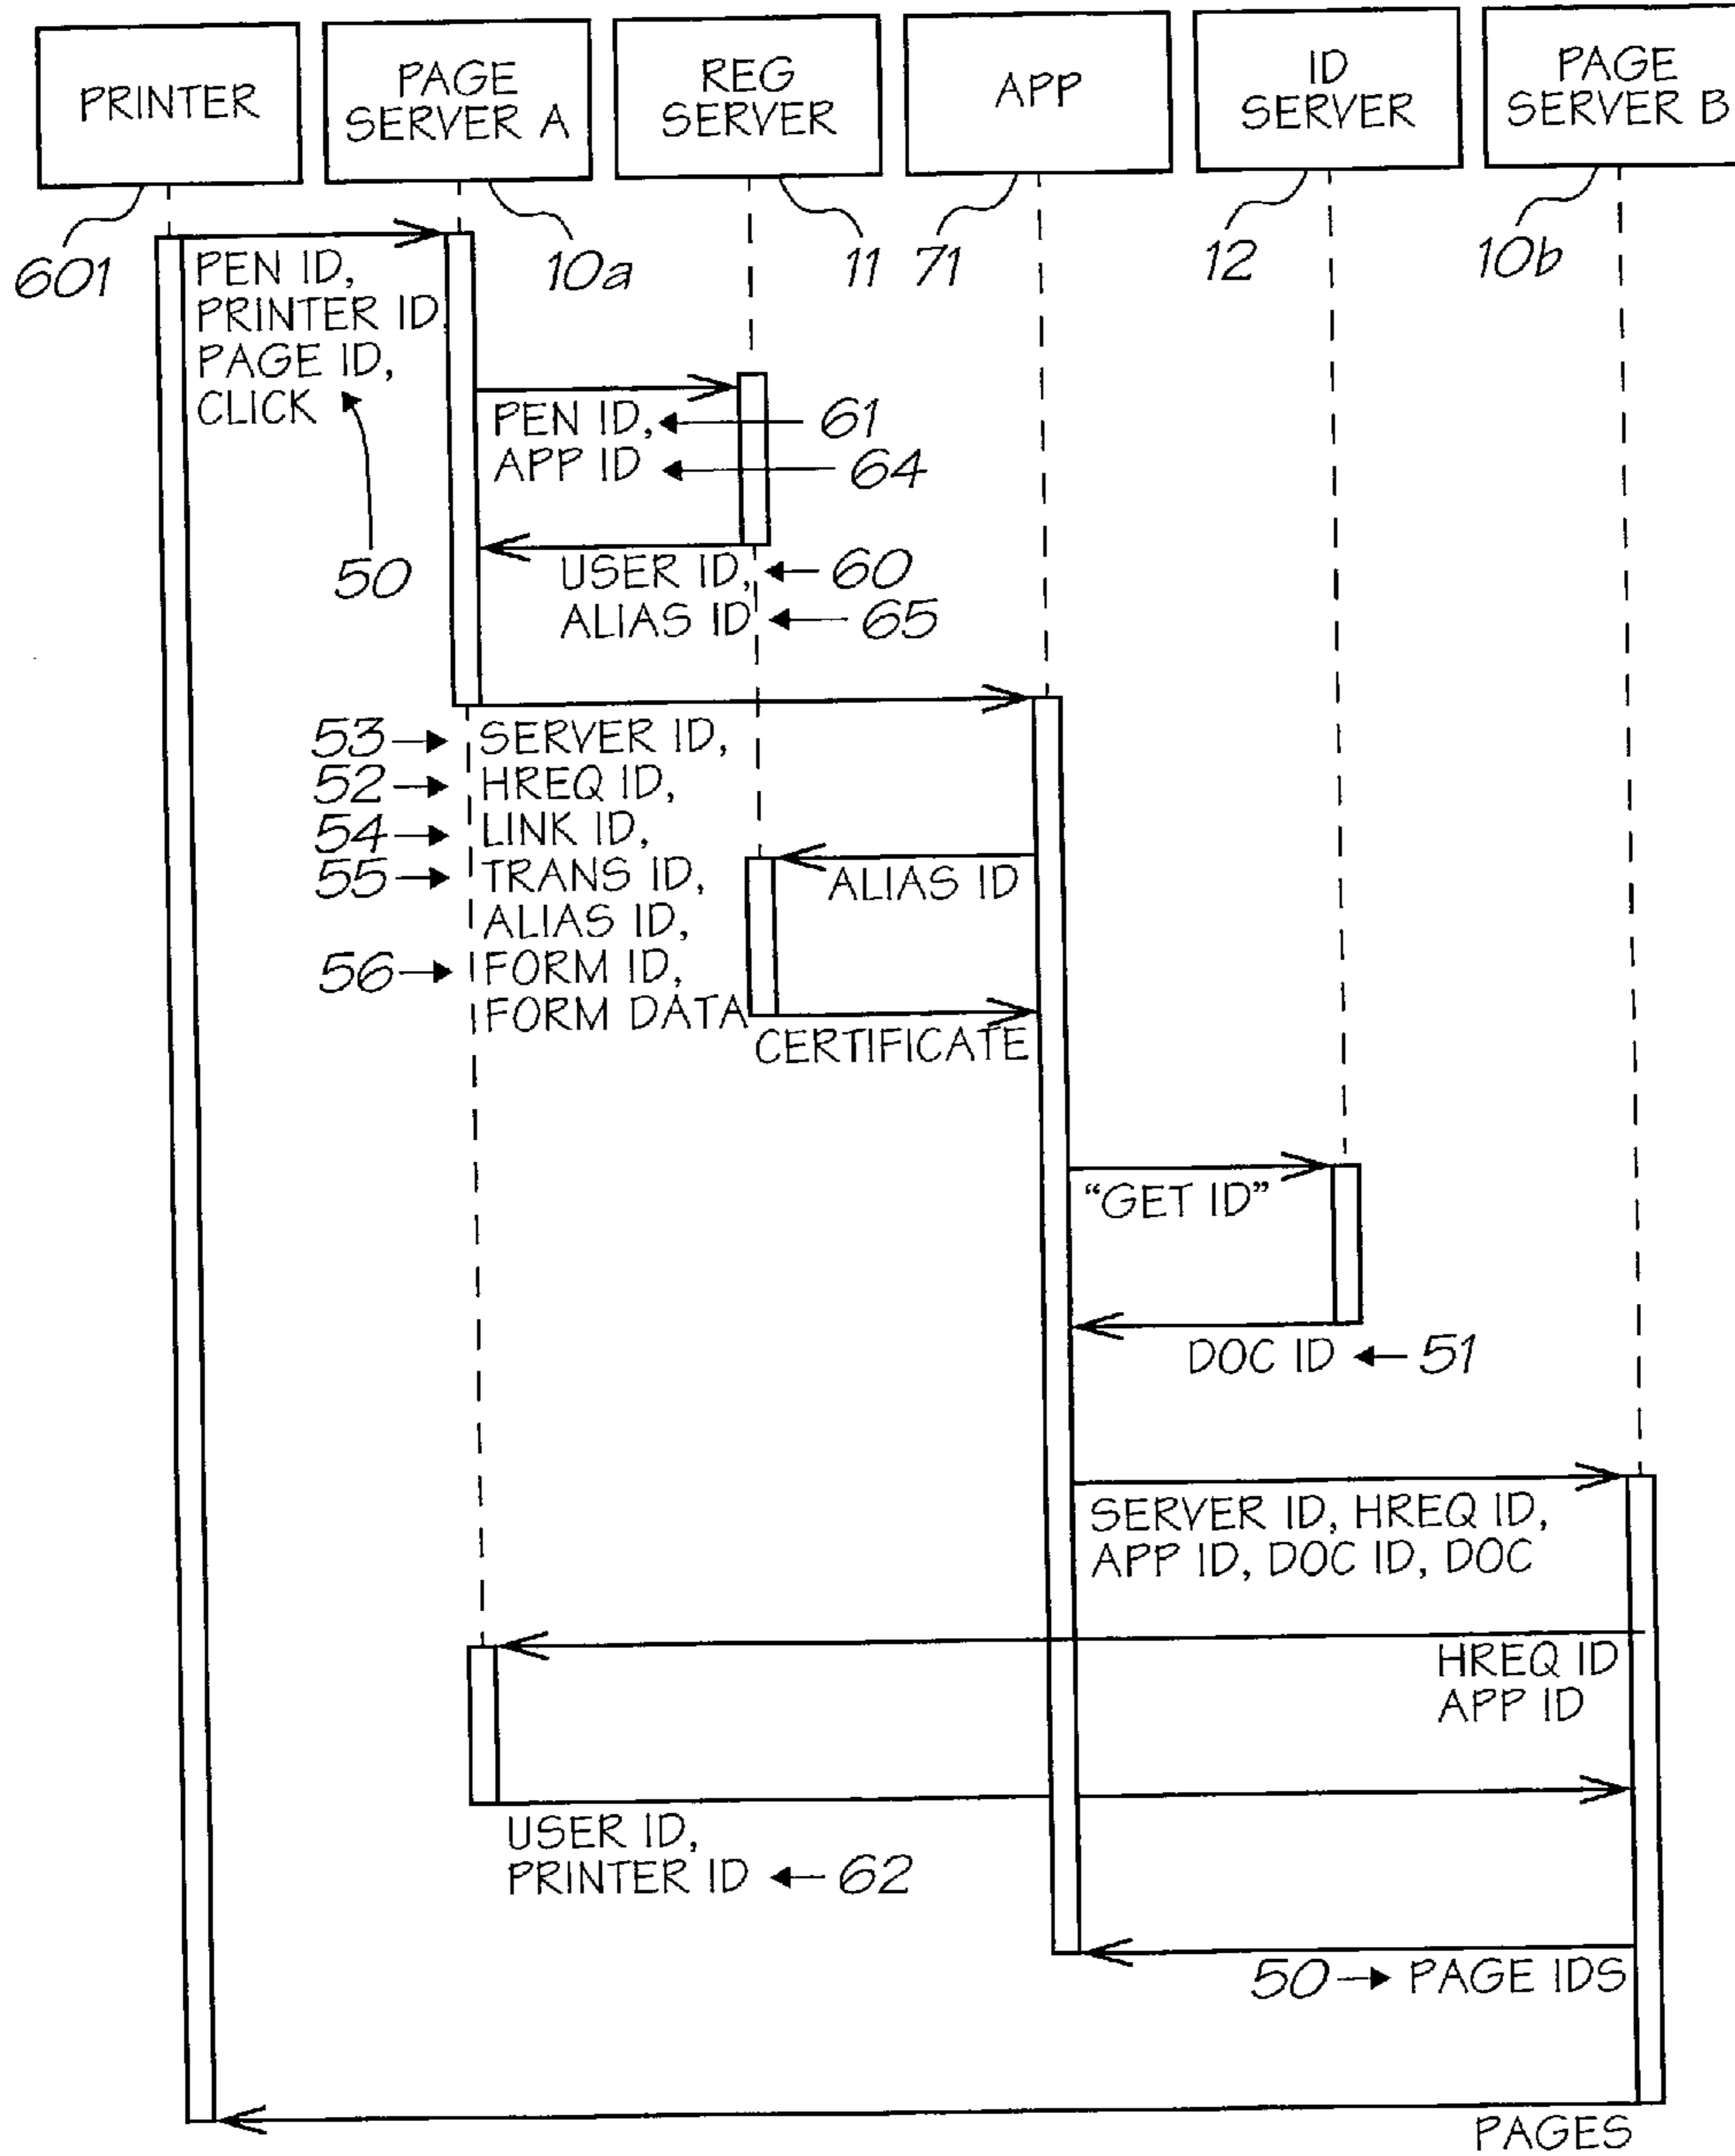 PRINTER
PAGE
SERVER A
REG
SERVER
APP
ID
SERVER
PAGE
SERVER B
601
10a
11
71
12
10b
PEN ID,
PRINTER ID
PAGE ID,
CLICK
50
PEN ID,
61
APP ID
64
USER ID,
60
ALIAS ID
65
53
SERVER ID,
52
HREQ ID,
54
LINK ID,
55
TRANS ID,
ALIAS ID,
56
FORM ID,
FORM DATA
ALIAS ID
CERTIFICATE
“GET ID”
DOC ID
51
SERVER ID, HREQ ID,
APP ID, DOC ID, DOC
HREQ ID
APP ID
USER ID,
PRINTER ID
62
50
PAGE IDS
PAGES